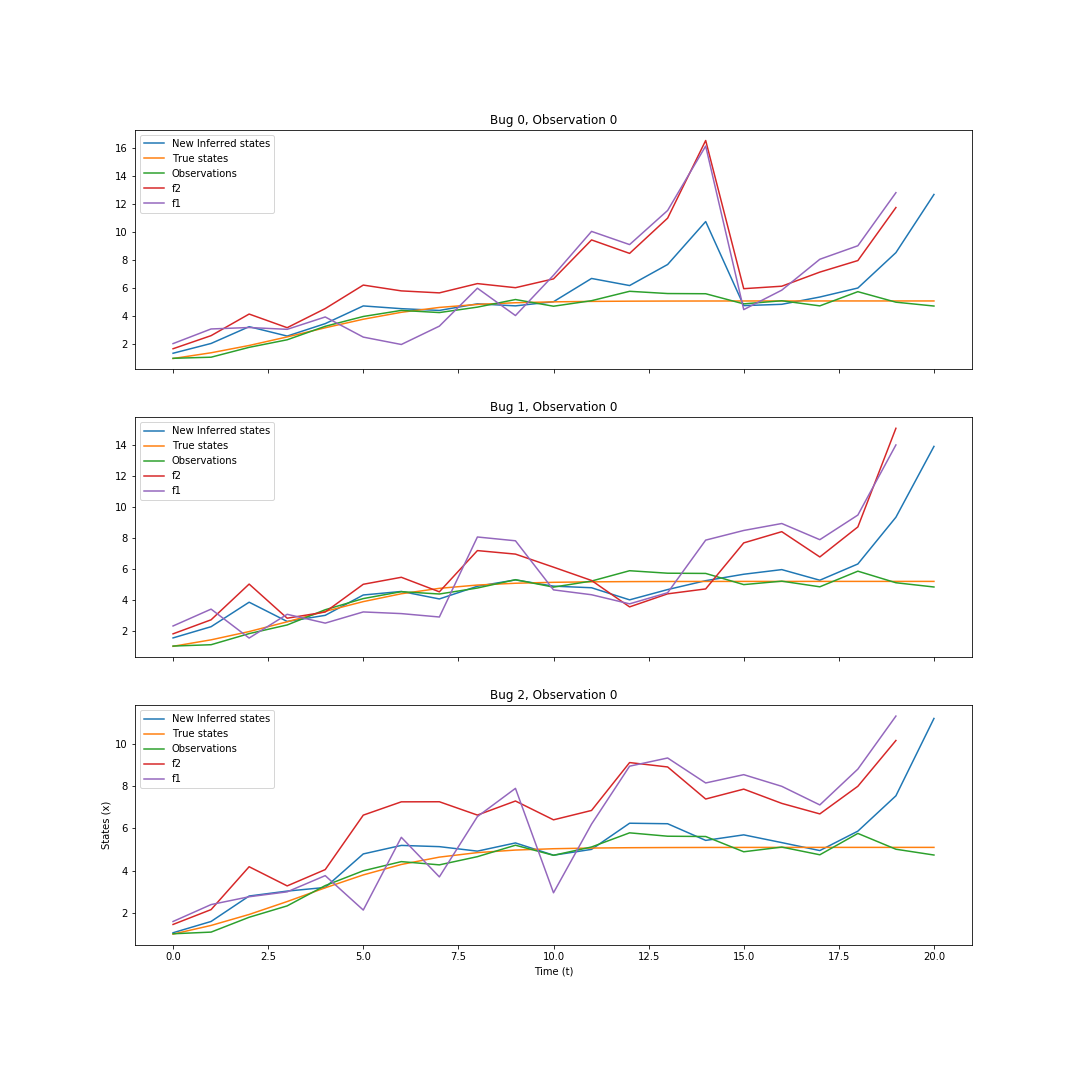 Bug 0, Observation 0
New Inferred states
True states
Observations
f2
f1
16
14
12
10
8
6
4
2
Bug 1, Observation 0
New Inferred states
True states
Observations
f2
f1
14
12
10
8
6
4
2
Bug 2, Observation 0
New Inferred states
True states
Observations
f2
f1
10
8
6
4
2
States (x)
0.0 2.5 5.0 7.5 10.0 12.5 15.0 17.5 20.0
Time (t)